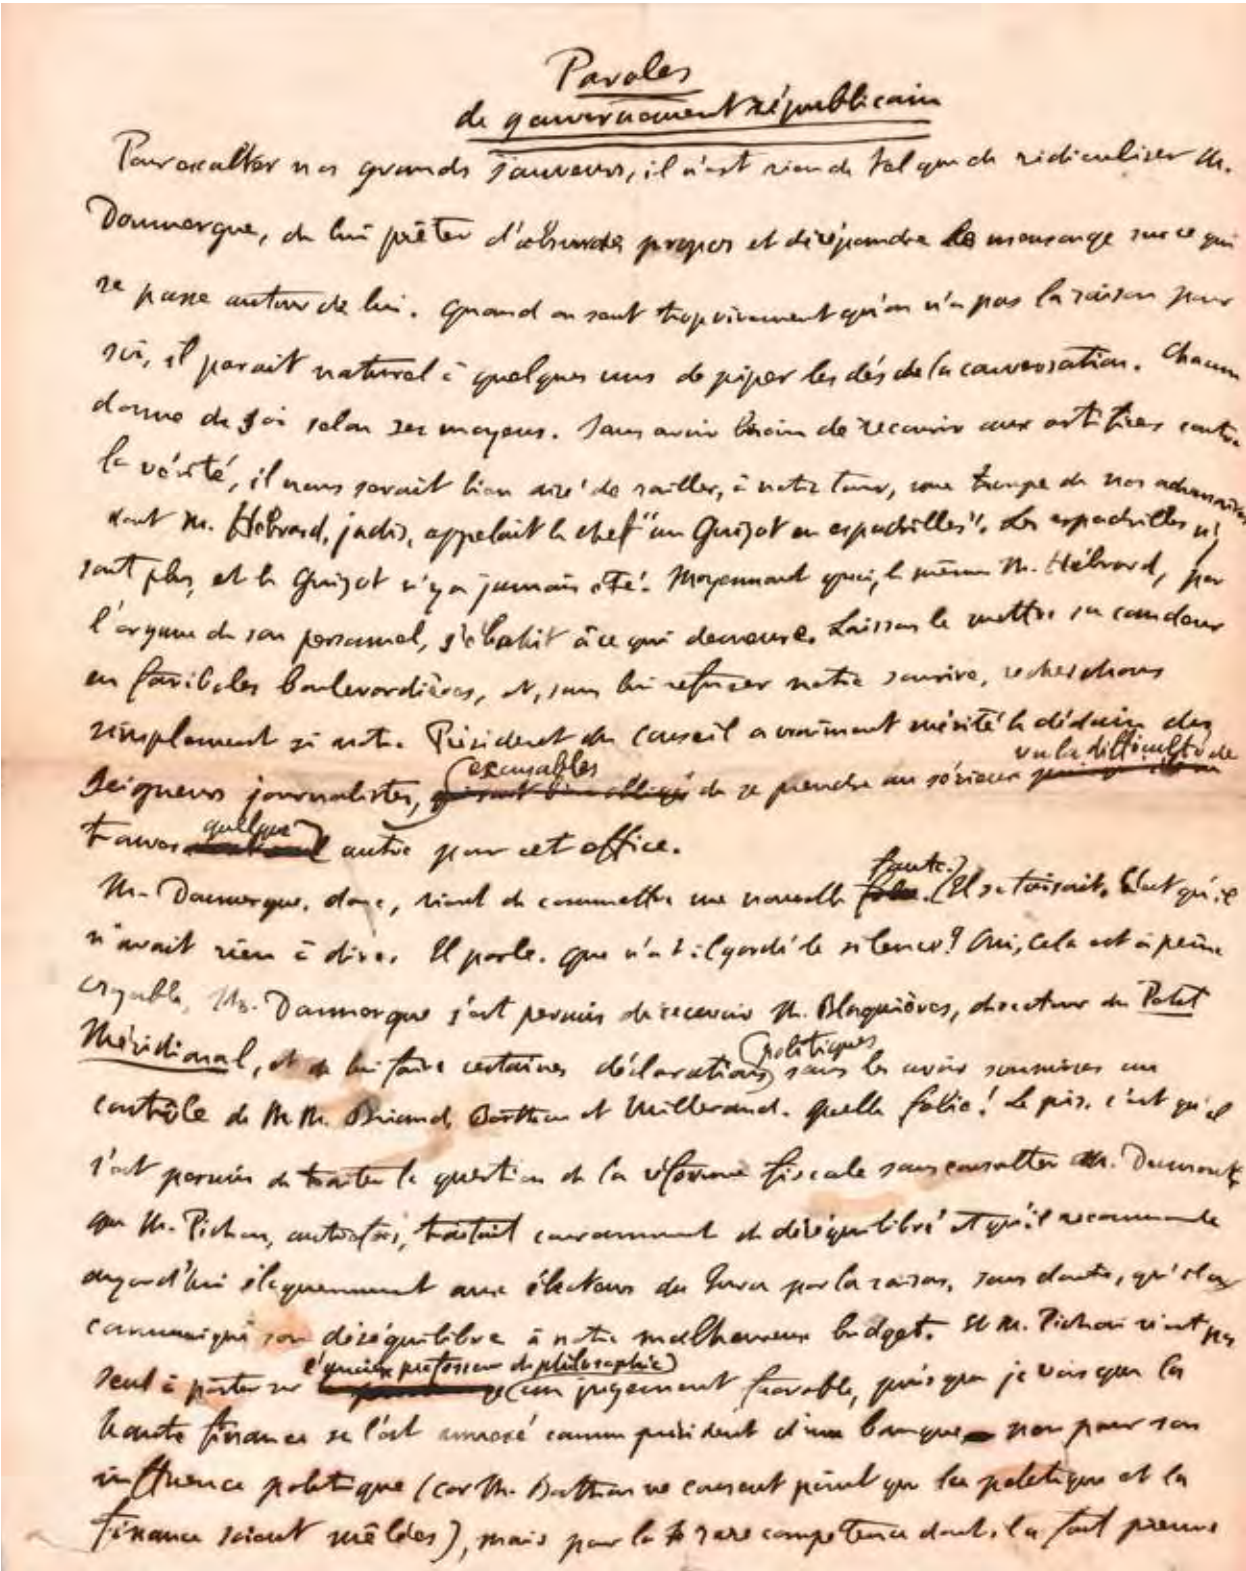 Paroles
de gouvernement républicain
Pour exalter nos grands sauveurs, il n'est rien de tel que de ridiculiser M.
Doumergue, de lui prêter d'absurdes propos et de répandre le mensonge sur ce qui
se passe autour de lui. Quand on sent trop vivement qu'on n'a pas la raison pour
soi, il parait naturel à quelques uns de piper les dés de la conversation. Chacun
donne de soi selon ses moyens. Sans avoir besoin de recourir aux artifices contre
la vérité, il nous serait bien aisé de railler, à notre tour, une troupe de nos adversaires
dont M. Hébrard, jadis, appelait le chef "un Guizot en espadrilles". Les espadrilles n'y
sont plus, et le Guizot n'y a jamais été. Moyennant quoi, le même M. Hébrard, par
l'organe de son personnel, s'ébahit à ce qui demeure. Laissons le mettre sa candeur
en fariboles boulevardières, et, sans lui refuser notre sourire, recherchons
simplement si notre Président du Conseil a vraiment mérité le dédain des
Seigneurs journalistes, excusables de se prendre au sérieux vu la difficulté de
trouver quelque autre pour cet office.
M. Doumergue, donc, vient de commettre une nouvelle faute. Il se taisait. C'est qu'il
n'avait rien à dire. Il parle. Que n'a t-il gardé le silence? Oui, cela est à peine
croyable, M. Doumergue s'est permis de recevoir M. Blaquières, directeur du Petit
Méridional, et de lui faire certaines déclarations politiques sans les avoir soumises au
contrôle de MM. Briand, Barthou et Millerand. Quelle folie! Le pis, c'est qu'il
s'est permis de traiter la question de la réforme fiscale sans consulter M. Dumont,
que M. Pichon, autrefois, traitait couramment de déséquilibré et qu'il recommande
aujourd'hui éloquemment aux électeurs du Jura par la raison, sans doute, qu'il a
communiqué son déséquilibre à notre malheureux budget. Et M. Pichon n'est pas
seul à porter sur l'ancien professeur de philosophie un jugement favorable, puisque je vois que la
haute finance se l'est annexé comme président d'une banque non pour son
influence politique (car M. Barthou ne consent point que la politique et la
finance soient mêlées), mais pour la rare compétence dont il a fait preuve